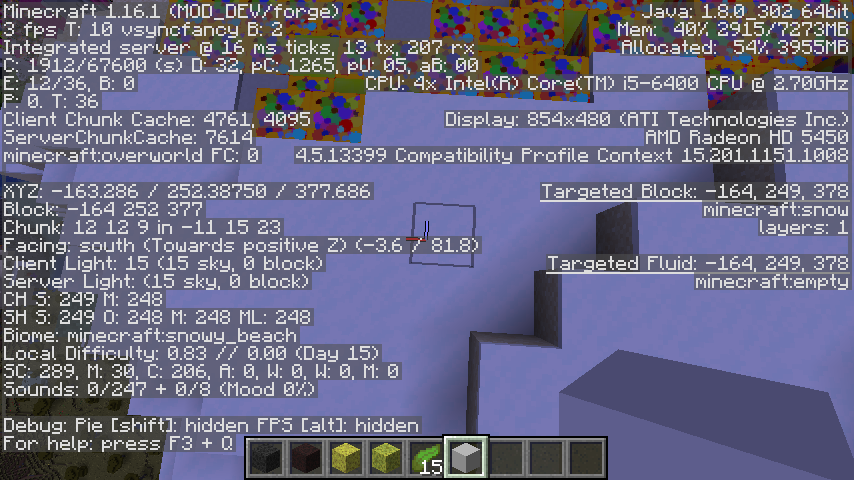 Minecraft 1.16.1 (MOD_DEV/forge)
3 fps T: 10 vsyncfancy B: 2
Integrated server @ 16 ms ticks, 13 tx, 207 rx
C: 1912/67600 (s) D: 32, pC: 1265, pU: 05, aB: 00
E: 12/36, B: 0
P: 0. T: 36
Client Chunk Cache: 4761, 4095
ServerChunkCache: 7614
minecraft:overworld FC: 0
XYZ: -163.286 / 252.38750 / 377.686
Block: -164 252 377
Chunk: 12 12 9 in -11 15 23
Facing: south (Towards positive Z) (-3.6 / 81.8)
Client Light: 15 (15 sky, 0 block)
Server Light: (15 sky, 0 block)
CH S: 249 M: 248
SH S: 249 O: 248 M: 248 ML: 248
Biome: minecraft:snowy_beach
Local Difficulty: 0.83 // 0.00 (Day 15)
SC: 289, M: 30, C: 206, A: 0, W: 0, W: 0, M: 0
Sounds: 0/247 + 0/8 (Mood 0%)
Debug: Pie [shift]: hidden FPS [alt]: hidden
For help: press F3 + Q
Java: 1.8.0_302 64bit
Mem: 40% 2915/7273MB
Allocated: 54% 3955MB
CPU: 4x Intel(R) Core(TM) i5-6400 CPU @ 2.70GHz
Display: 854x480 (ATI Technologies Inc.)
AMD Radeon HD 5450
4.5.13399 Compatibility Profile Context 15.201.1151.1008
Targeted Block: -164, 249, 378
minecraft:snow
layers: 1
Targeted Fluid: -164, 249, 378
minecraft:empty
15